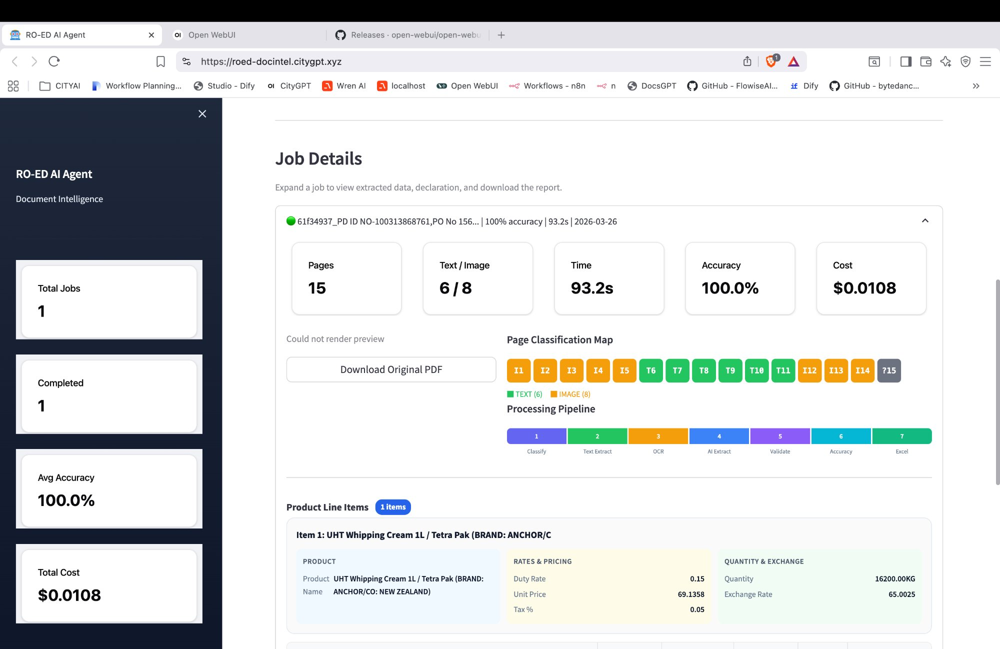 RO-ED AI Agent
OI Open WebUI
Releases · open-webui/open-webu
https://roed-docintel.citygpt.xyz
1
CITYAI
Workflow Planning...
Studio - Dify
OI CityGPT
Wren AI
localhost
Open WebUI
Workflows - n8n
n
DocsGPT
GitHub - FlowiseAI...
if Dify
GitHub - bytedanc...
RO-ED AI Agent
Document Intelligence
Total Jobs
1
Completed
1
Avg Accuracy
100.0%
Total Cost
$0.0108
Job Details
Expand a job to view extracted data, declaration, and download the report.
61f34937_PD ID NO-100313868761,PO No 156... | 100% accuracy | 93.2s | 2026-03-26
Pages
15
Text / Image
6 / 8
Time
93.2s
Accuracy
100.0%
Cost
$0.0108
Could not render preview
Download Original PDF
Page Classification Map
I1 I2 I3 I4 I5 T6 T7 T8 T9 T10 T11 I12 I13 I14 ?15
TEXT (6) IMAGE (8)
Processing Pipeline
1 2 3 4 5 6 7
Classify Text Extract OCR AI Extract Validate Accuracy Excel
Product Line Items 1 items
Item 1: UHT Whipping Cream 1L / Tetra Pak (BRAND: ANCHOR/C
PRODUCT
Product Name UHT Whipping Cream 1L / Tetra Pak (BRAND:
ANCHOR/CO: NEW ZEALAND)
RATES & PRICING
Duty Rate 0.15
Unit Price 69.1358
Tax % 0.05
QUANTITY & EXCHANGE
Quantity 16200.00KG
Exchange Rate 65.0025